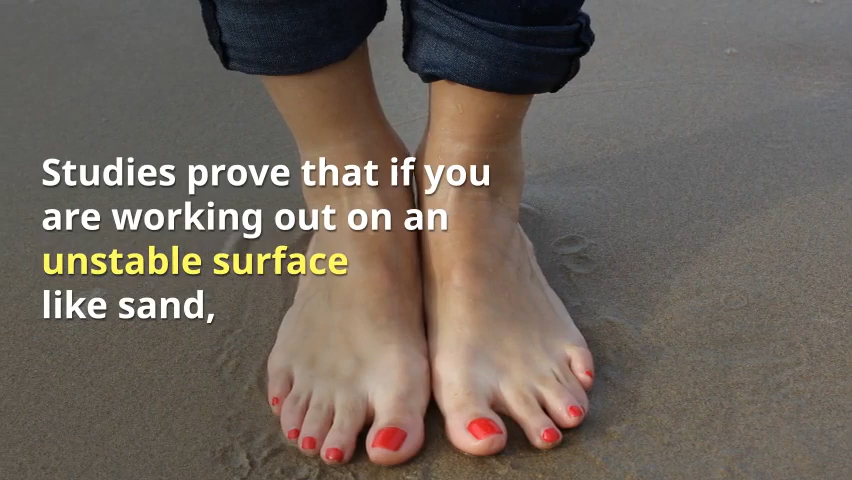 Studies prove that if you
are working out on an
unstable surface
like sand,